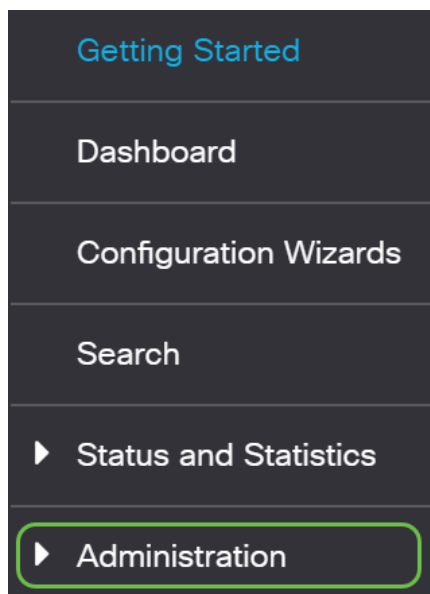 Getting Started
Dashboard
Configuration Wizards
Search
Status and Statistics
Administration